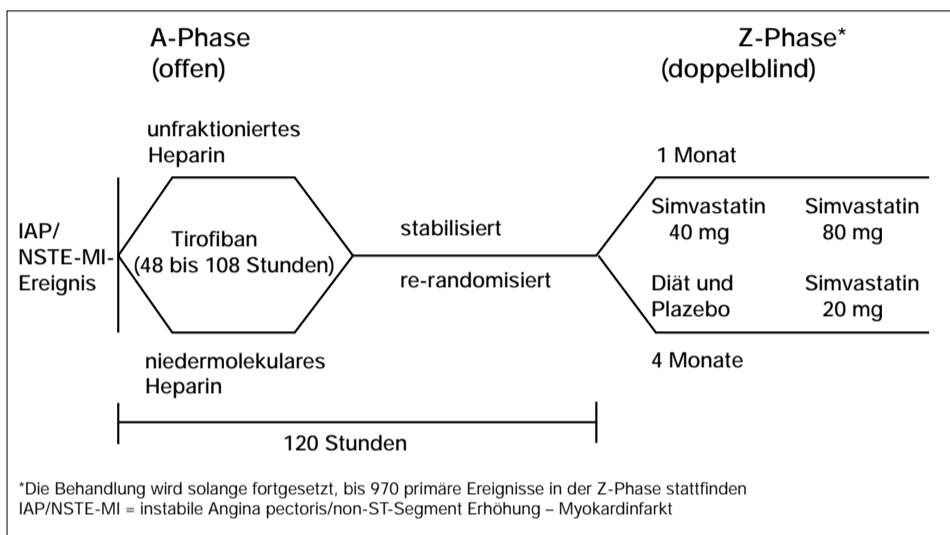 A-Phase
(offen)
Z-Phase*
(doppelblind)
unfraktioniertes
Heparin
1 Monat
IAP/
NSTE-MI-
Ereignis
Tirofiban
(48 bis 108 Stunden)
stabilisiert
re-randomisiert
Simvastatin
40 mg
Simvastatin
80 mg
Diät und
Plazebo
Simvastatin
20 mg
niedermolekulares
Heparin
4 Monate
120 Stunden
*Die Behandlung wird solange fortgesetzt, bis 970 primäre Ereignisse in der Z-Phase stattfinden
IAP/NSTE-MI = instabile Angina pectoris/non-ST-Segment Erhöhung – Myokardinfarkt